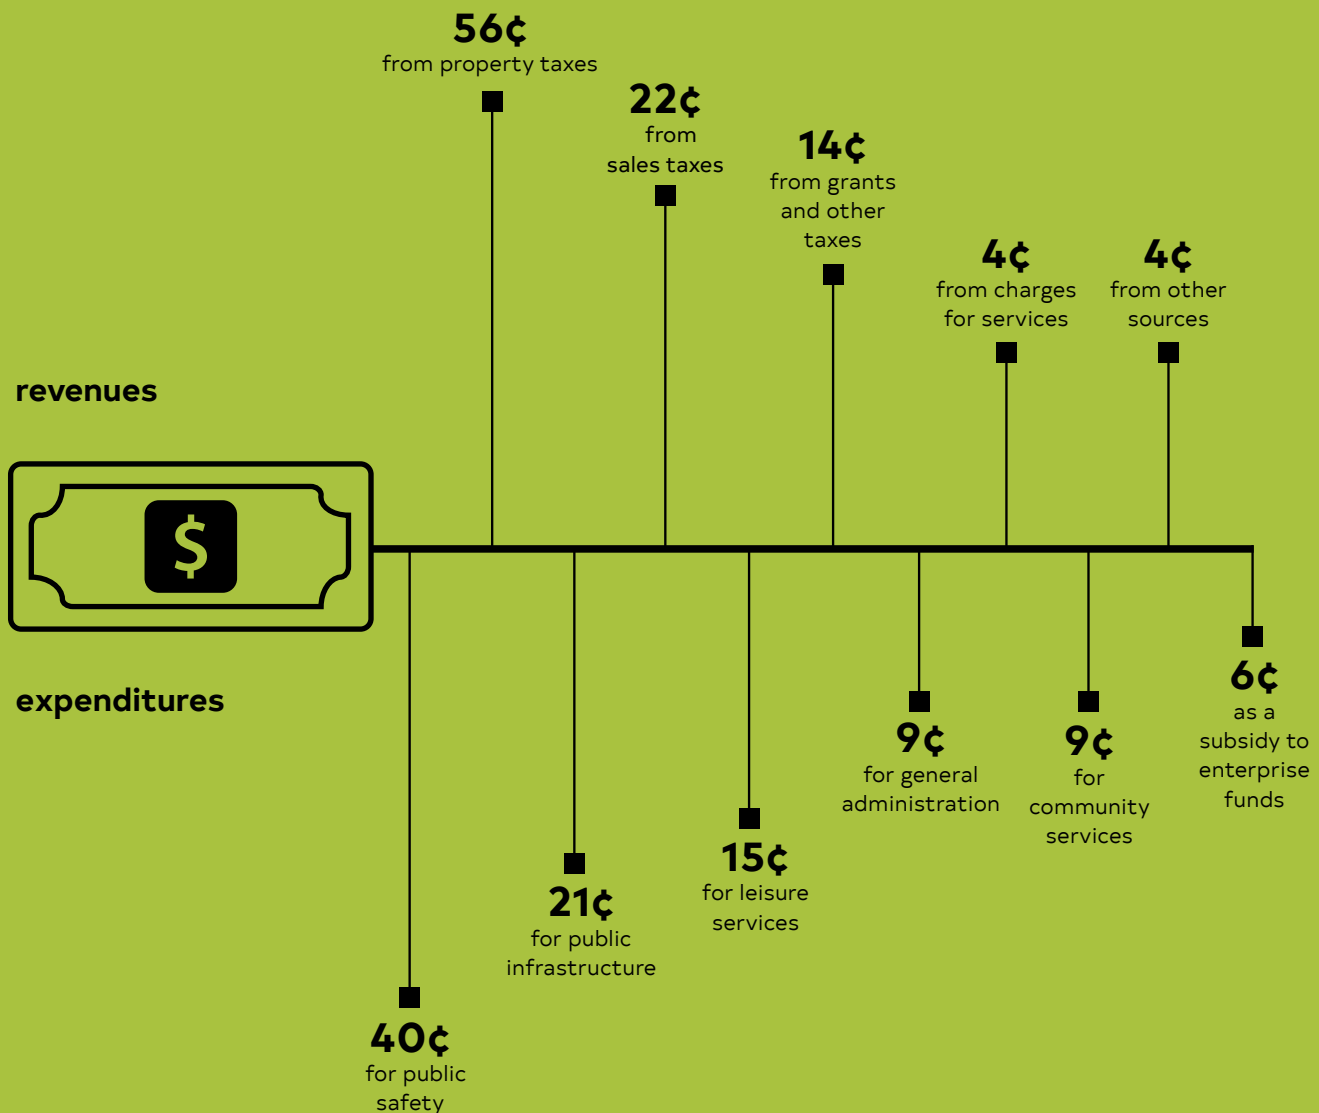 56¢
from property taxes
22¢
from
sales taxes
14¢
from grants
and other
taxes
4¢
from charges
for services
4¢
from other
sources
revenues
$
expenditures
40¢
for public
safety
21¢
for public
infrastructure
15¢
for leisure
services
9¢
for general
administration
9¢
for
community
services
6¢
as a
subsidy to
enterprise
funds